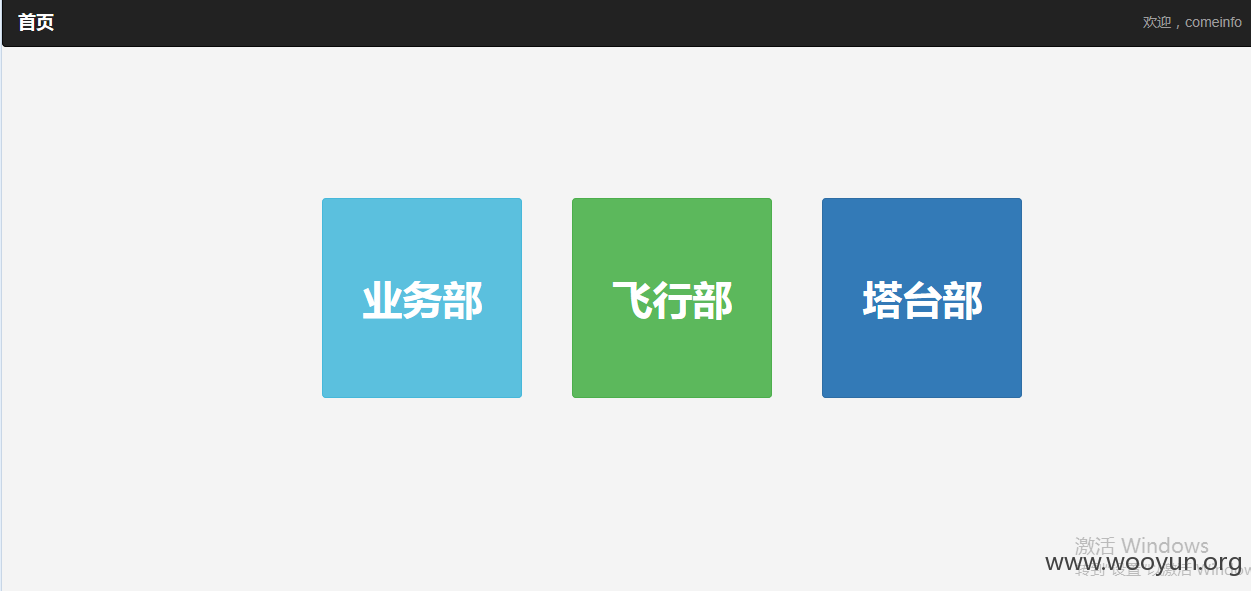 首页
欢迎，comeinfo
业务部
飞行部
塔台部
激活 Windows
www.wooyun.org
转到"设置"以激活 Windows